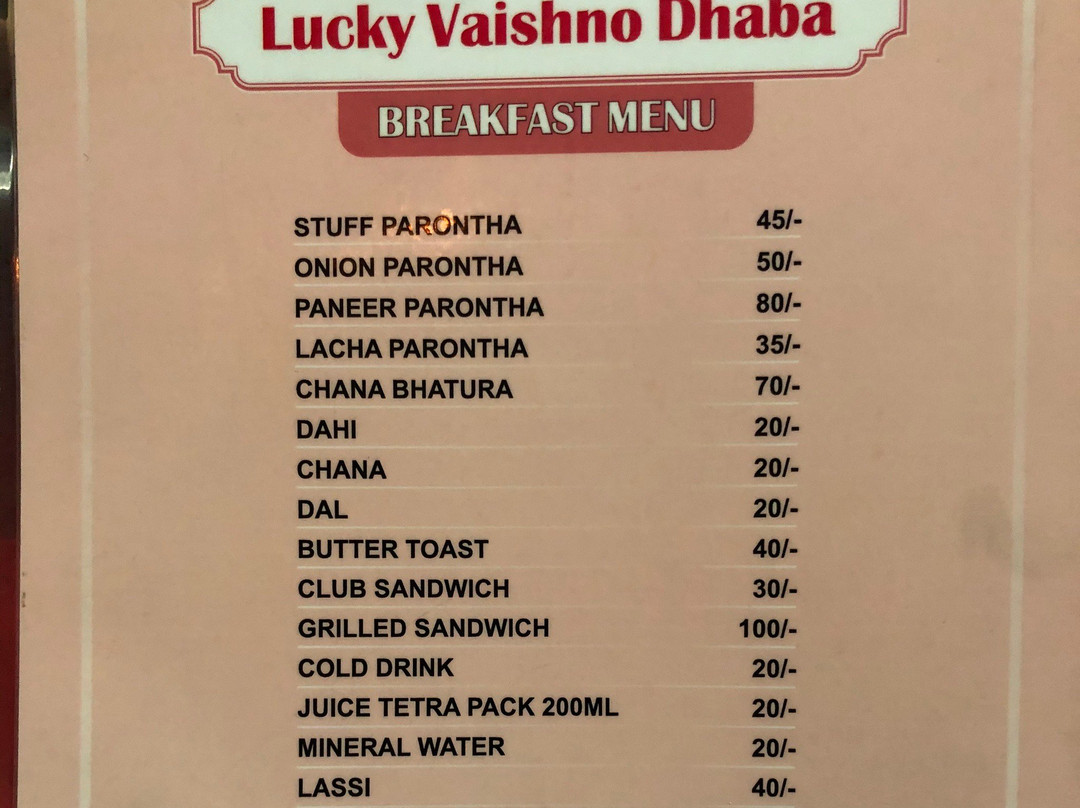 Lucky Vaishno Dhaba
BREAKFAST MENU
STUFF PARONTHA 45/-
ONION PARONTHA 50/-
PANEER PARONTHA 80/-
LACHA PARONTHA 35/-
CHANA BHATURA 70/-
DAHI 20/-
CHANA 20/-
DAL 20/-
BUTTER TOAST 40/-
CLUB SANDWICH 30/-
GRILLED SANDWICH 100/-
COLD DRINK 20/-
JUICE TETRA PACK 200ML 20/-
MINERAL WATER 20/-
LASSI 40/-